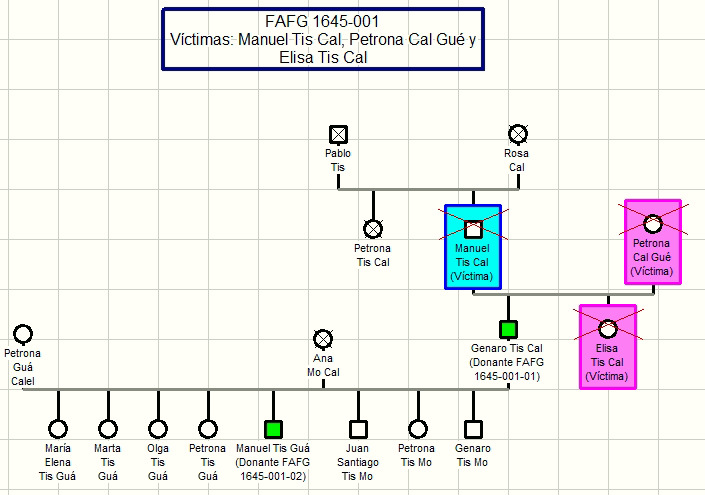 FAFG 1645-001
Víctimas: Manuel Tis Cal, Petrona Cal Gué y
Elisa Tis Cal
Pablo
Tis
Rosa
Cal
Petrona
Tis Cal
Manuel
Tis Cal
(Víctima)
Petrona
Cal Gué
(Víctima)
Petrona
Guá
Calel
Ana
Mo Cal
Genaro Tis Cal
(Donante FAFG
1645-001-01)
Elisa
Tis Cal
(Víctima)
María
Elena
Tis Guá
Marta
Tis
Guá
Olga
Tis
Guá
Petrona
Tis
Guá
Manuel Tis Guá
(Donante FAFG
1645-001-02)
Juan
Santiago
Tis Mo
Petrona
Tis Mo
Genaro
Tis Mo